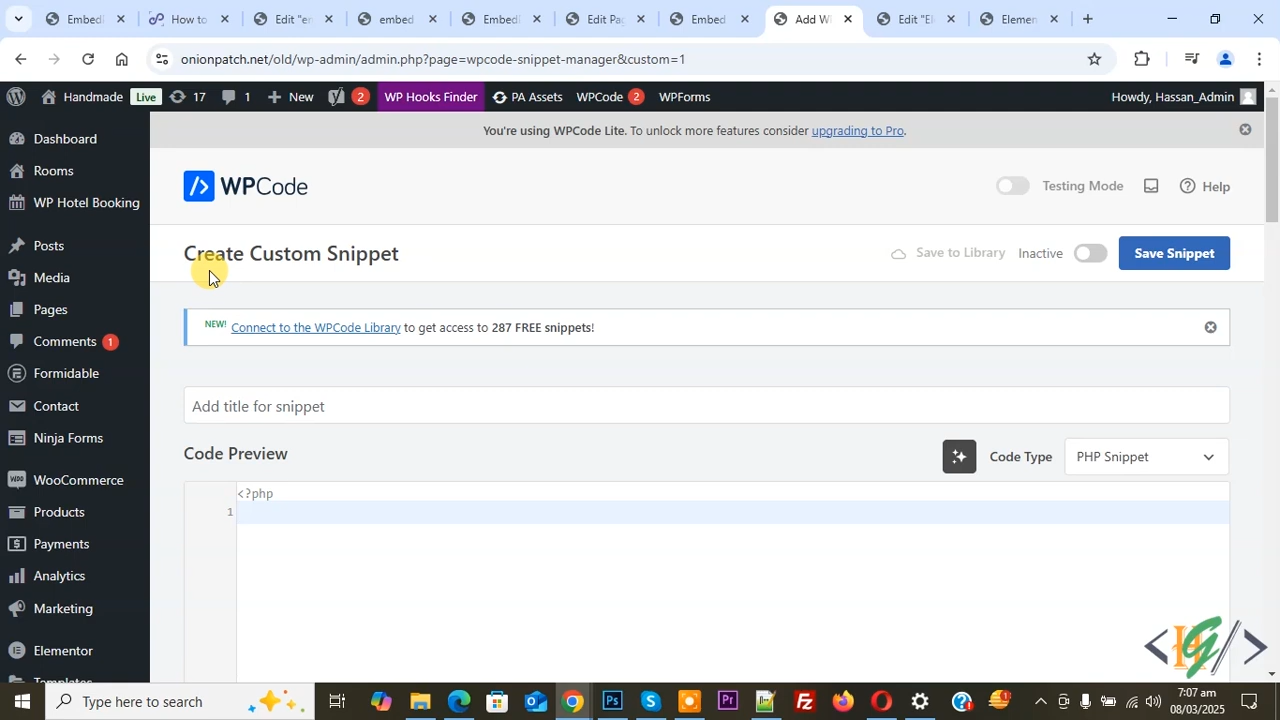 Embedi
How to
Edit "en
embed
Embedi
Edit Pa
Embed
Add W
Edit "El
Elemen
onionpatch.net/old/wp-admin/admin.php?page=wpcode-snippet-manager&custom=1
Handmade Live 17 1 New 2 WP Hooks Finder PA Assets WPCode 2 WPForms Howdy, Hassan_Admin
You're using WPCode Lite. To unlock more features consider upgrading to Pro.
Dashboard
Rooms
WP Hotel Booking
Posts
Media
Pages
Comments 1
Formidable
Contact
Ninja Forms
WooCommerce
Products
Payments
Analytics
Marketing
Elementor
Templates
WPCode
Testing Mode
Help
Create Custom Snippet
Save to Library
Inactive
Save Snippet
NEW! Connect to the WPCode Library to get access to 287 FREE snippets!
Add title for snippet
Code Preview
Code Type
PHP Snippet
<?php
1
Type here to search
7:07 am
08/03/2025